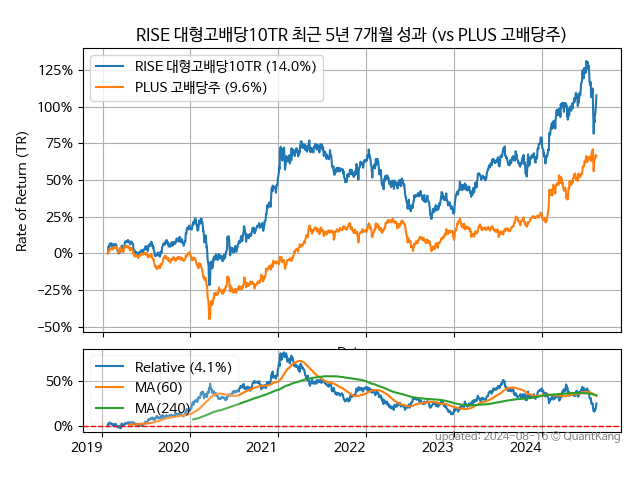 RISE 대형고배당10TR 최근 5년 7개월 성과 (vs PLUS 고배당주)
Rate of Return (TR)
125%
100%
75%
50%
25%
0%
−25%
−50%
RISE 대형고배당10TR (14.0%)
PLUS 고배당주 (9.6%)
50%
0%
Relative (4.1%)
MA(60)
MA(240)
2019 2020 2021 2022 2023 2024
updated: 2024-08-16 © QuantKang